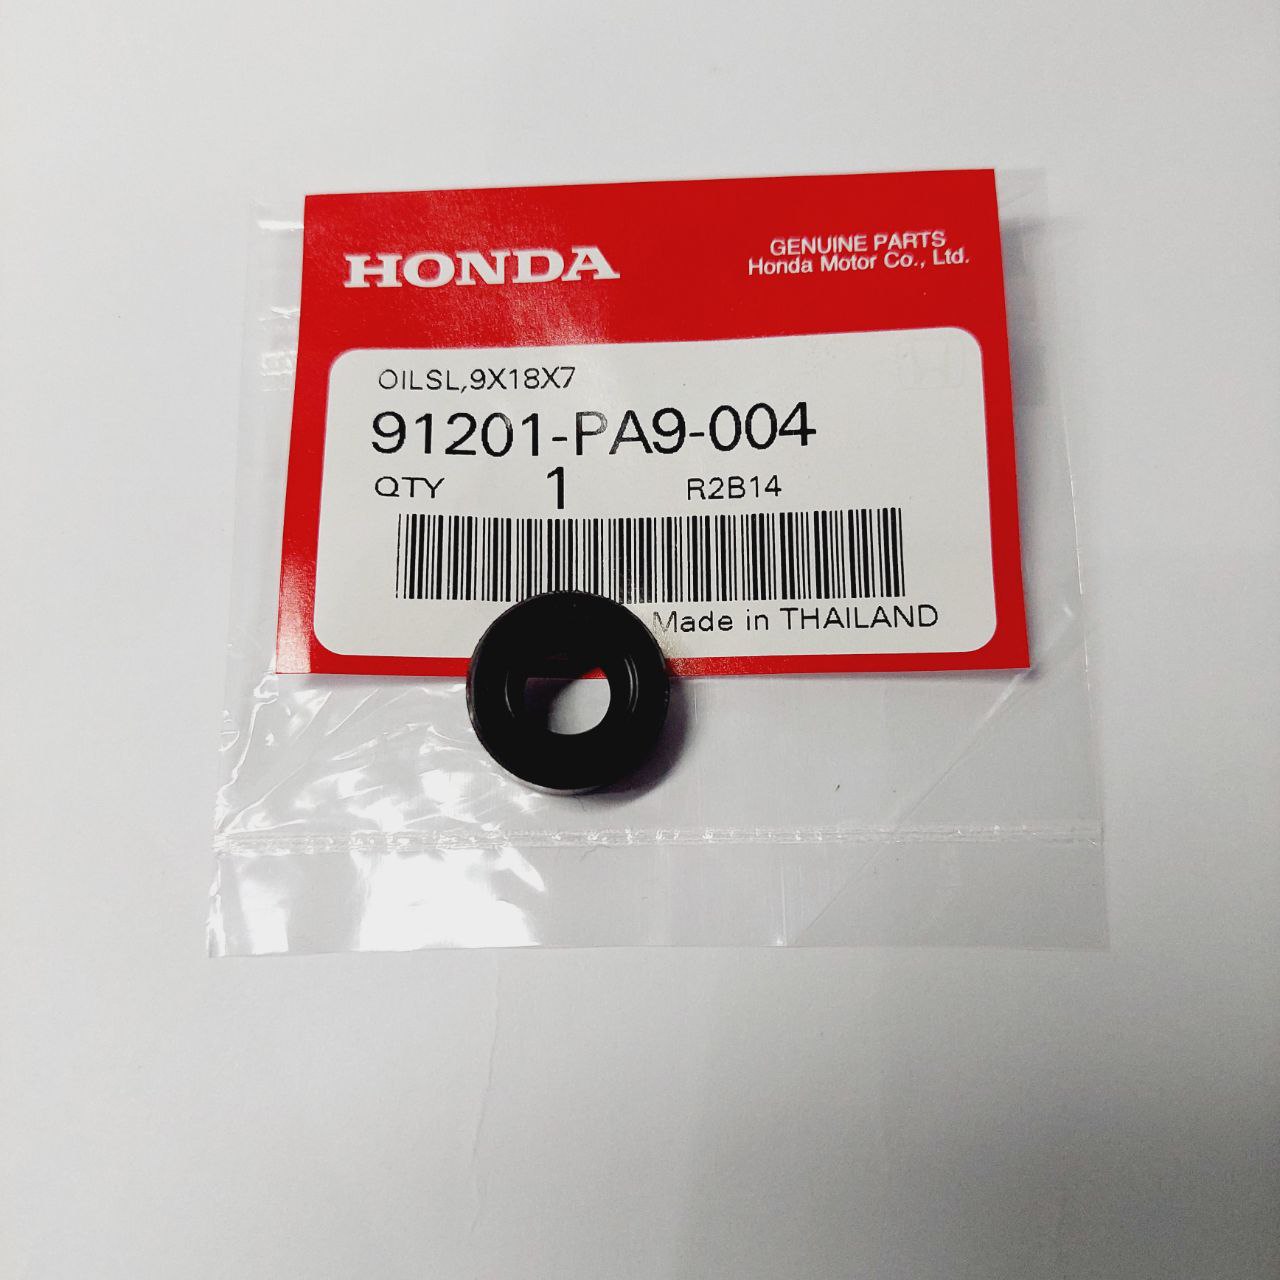 HONDA
GENUINE PARTS
Honda Motor Co., Ltd.
OILSL,9X18X7
91201-PA9-004
QTY 1 R2B14
Made in THAILAND